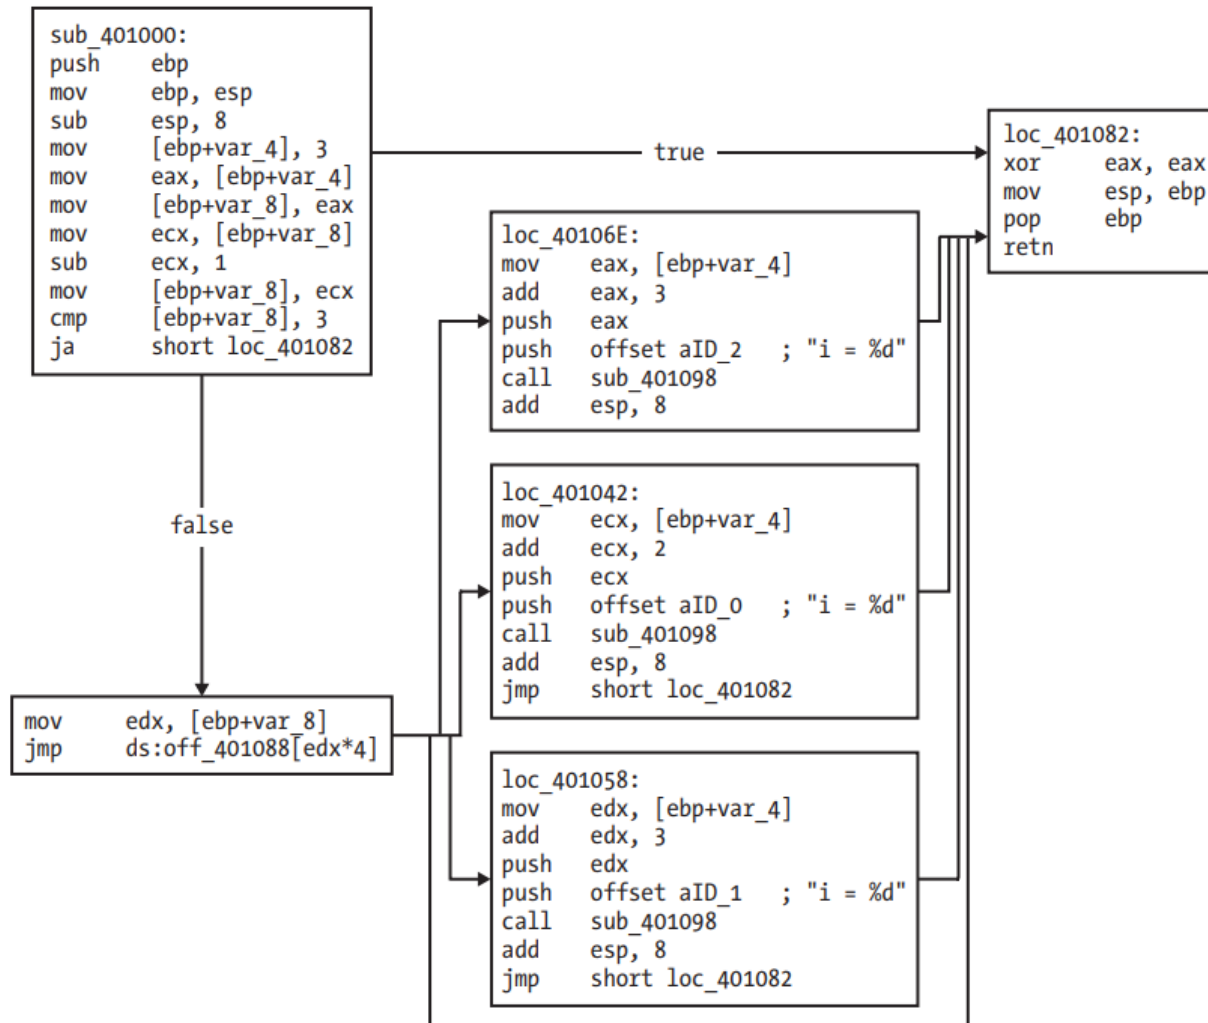 sub_401000:
push ebp
mov ebp, esp
sub esp, 8
mov [ebp+var_4], 3
mov eax, [ebp+var_4]
mov [ebp+var_8], eax
mov ecx, [ebp+var_8]
sub ecx, 1
mov [ebp+var_8], ecx
cmp [ebp+var_8], 3
ja short loc_401082
true
loc_401082:
xor eax, eax
mov esp, ebp
pop ebp
retn
loc_40106E:
mov eax, [ebp+var_4]
add eax, 3
push eax
push offset aID_2 ; "i = %d"
call sub_401098
add esp, 8
false
loc_401042:
mov ecx, [ebp+var_4]
add ecx, 2
push ecx
push offset aID_0 ; "i = %d"
call sub_401098
add esp, 8
jmp short loc_401082
mov edx, [ebp+var_8]
jmp ds:off_401088[edx*4]
loc_401058:
mov edx, [ebp+var_4]
add edx, 3
push edx
push offset aID_1 ; "i = %d"
call sub_401098
add esp, 8
jmp short loc_401082